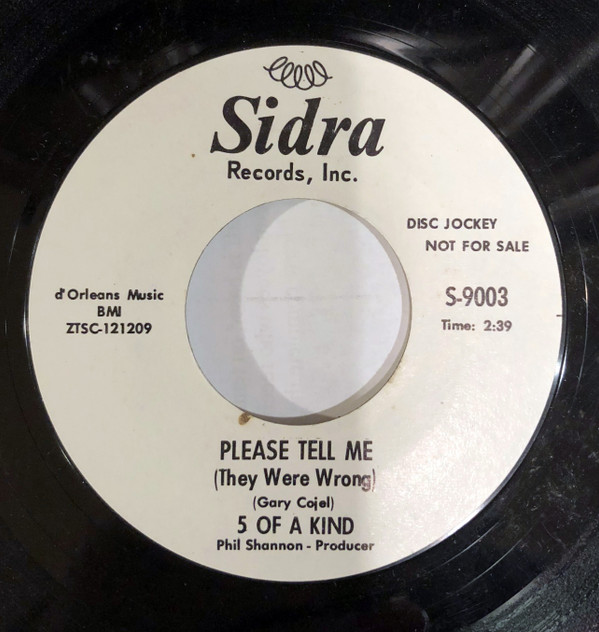 Sidra
Records, Inc.
DISC JOCKEY
NOT FOR SALE
d'Orleans Music
BMI
ZTSC-121209
S-9003
Time: 2:39
PLEASE TELL ME
(They Were Wrong)
(Gary Cojel)
5 OF A KIND
Phil Shannon - Producer